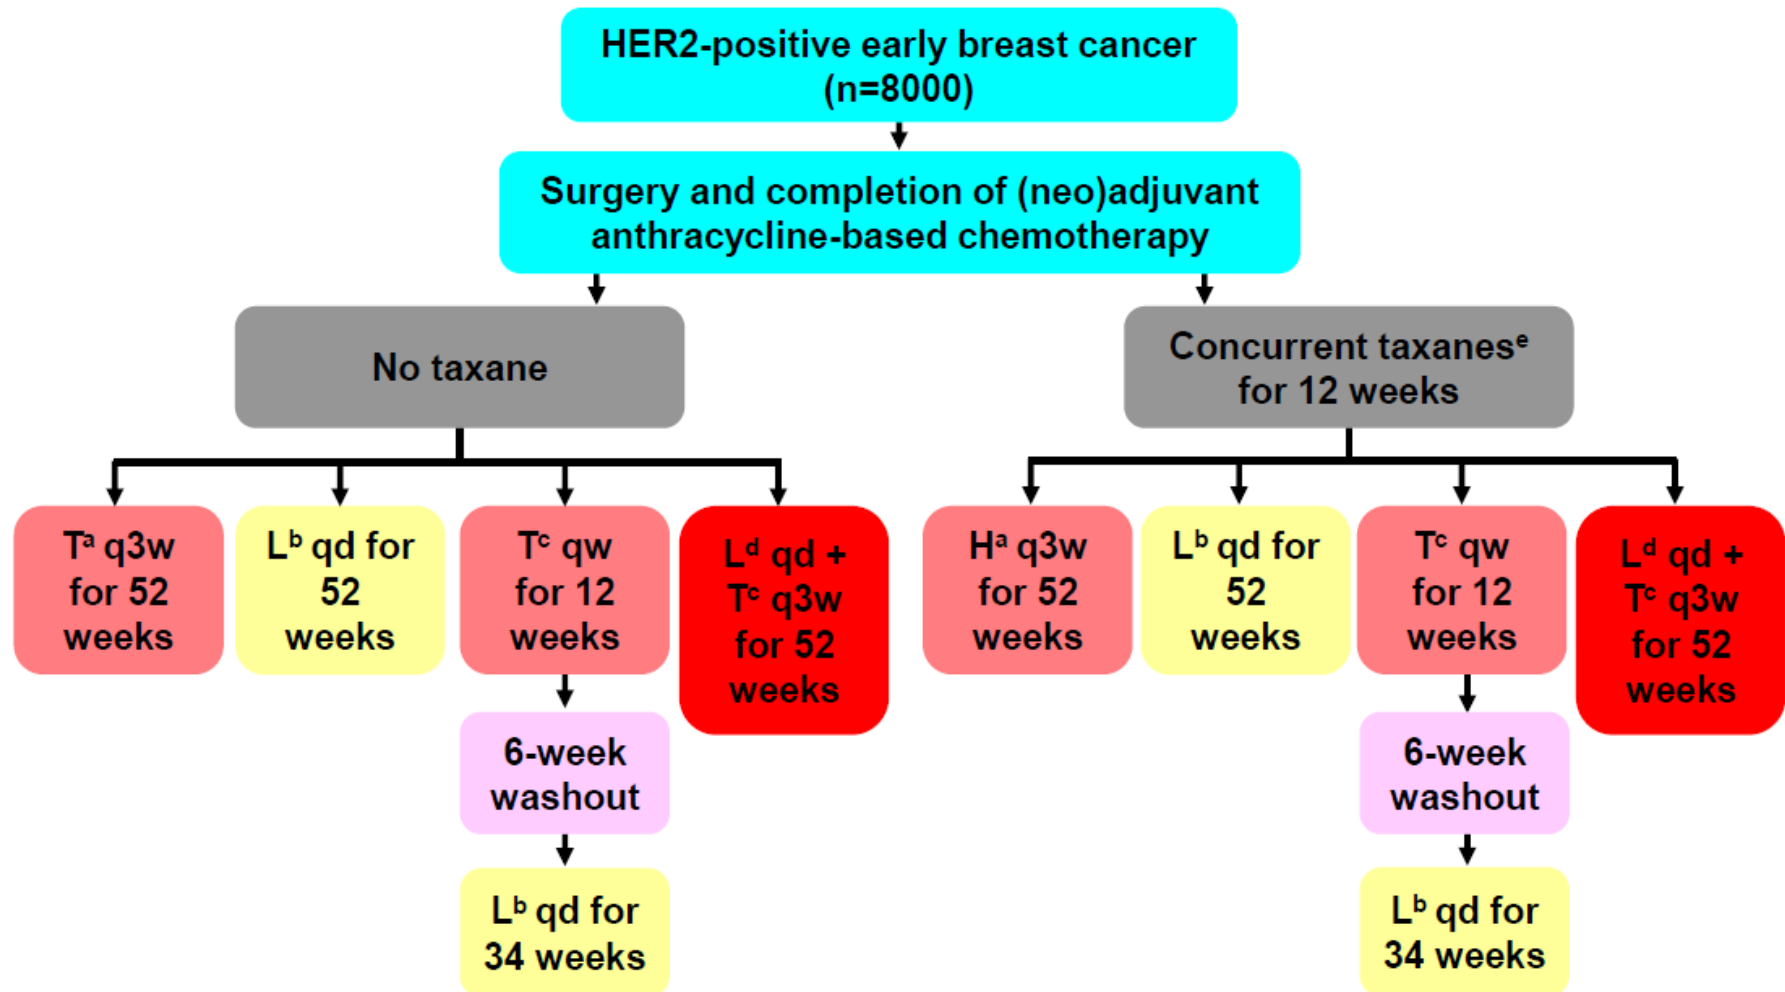 HER2-positive early breast cancer
(n=8000)
Surgery and completion of (neo)adjuvant
anthracycline-based chemotherapy
No taxane
Concurrent taxanesᵉ
for 12 weeks
Tᵃ q3w
for 52
weeks
Lᵇ qd for
52
weeks
Tᶜ qw
for 12
weeks
Lᵈ qd +
Tᶜ q3w
for 52
weeks
Hᵃ q3w
for 52
weeks
Lᵇ qd for
52
weeks
Tᶜ qw
for 12
weeks
Lᵈ qd +
Tᶜ q3w
for 52
weeks
6-week
washout
6-week
washout
Lᵇ qd for
34 weeks
Lᵇ qd for
34 weeks